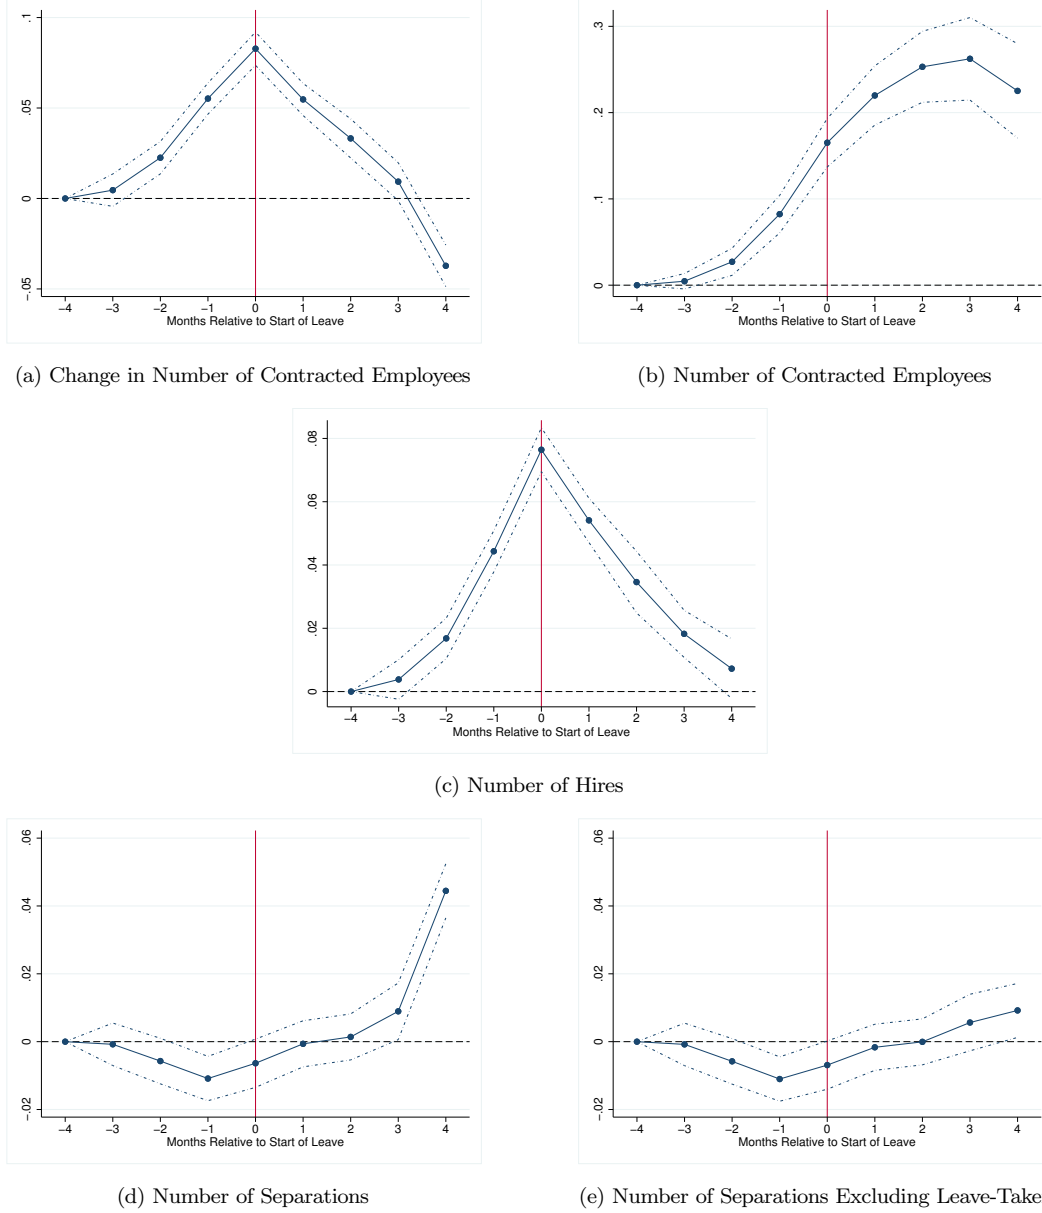 .1
.05
0
-.05
-4 -3 -2 -1 0 1 2 3 4
Months Relative to Start of Leave
(a) Change in Number of Contracted Employees
.3
.2
.1
0
-4 -3 -2 -1 0 1 2 3 4
Months Relative to Start of Leave
(b) Number of Contracted Employees
.08
.06
.04
.02
0
-4 -3 -2 -1 0 1 2 3 4
Months Relative to Start of Leave
(c) Number of Hires
.06
.04
.02
0
-.02
-4 -3 -2 -1 0 1 2 3 4
Months Relative to Start of Leave
(d) Number of Separations
.06
.04
.02
0
-.02
-4 -3 -2 -1 0 1 2 3 4
Months Relative to Start of Leave
(e) Number of Separations Excluding Leave-Take